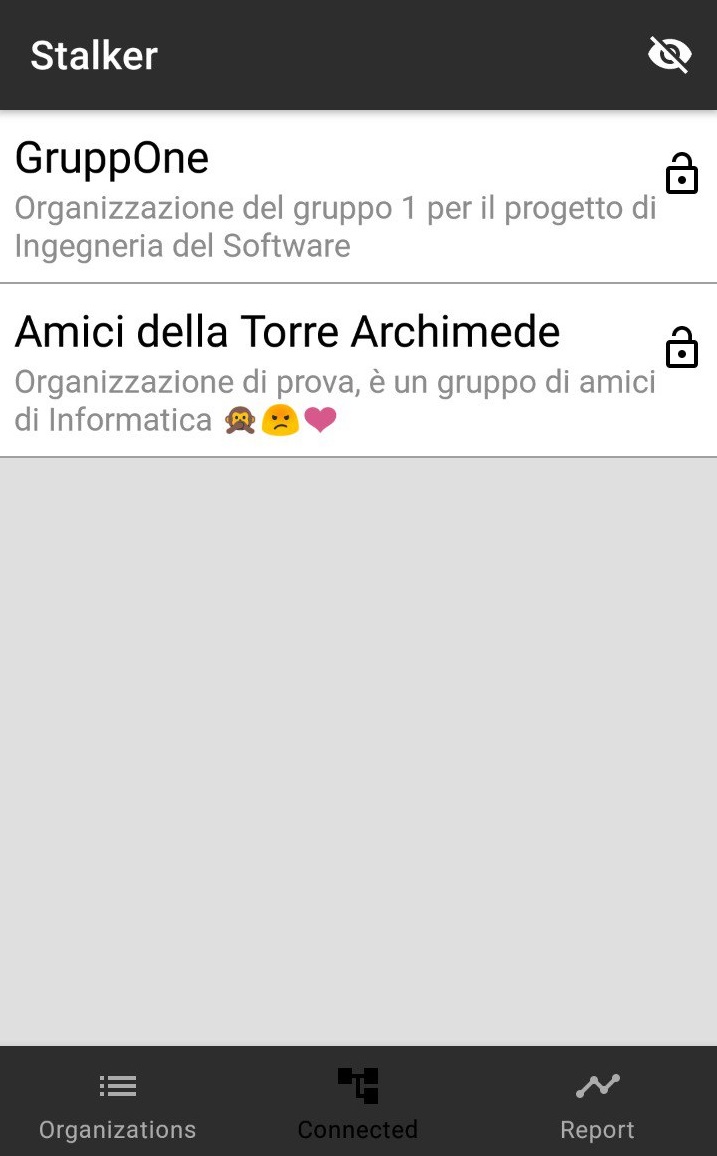 Stalker
GruppOne
Organizzazione del gruppo 1 per il progetto di
Ingegneria del Software
Amici della Torre Archimede
Organizzazione di prova, è un gruppo di amici
di Informatica 🙊😠❤
Organizations
Connected
Report